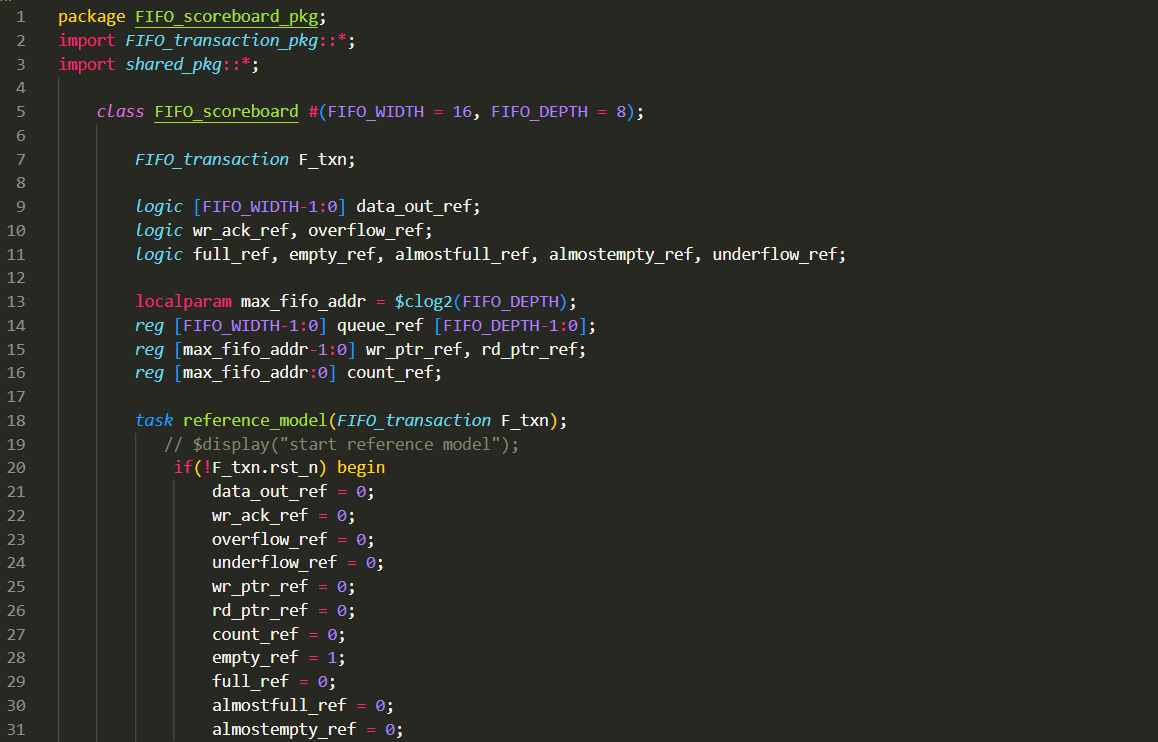 1 package FIFO_scoreboard_pkg;
2 import FIFO_transaction_pkg::*;
3 import shared_pkg::*;
4
5 class FIFO_scoreboard #(FIFO_WIDTH = 16, FIFO_DEPTH = 8);
6
7 FIFO_transaction F_txn;
8
9 logic [FIFO_WIDTH-1:0] data_out_ref;
10 logic wr_ack_ref, overflow_ref;
11 logic full_ref, empty_ref, almostfull_ref, almostempty_ref, underflow_ref;
12
13 localparam max_fifo_addr = $clog2(FIFO_DEPTH);
14 reg [FIFO_WIDTH-1:0] queue_ref [FIFO_DEPTH-1:0];
15 reg [max_fifo_addr-1:0] wr_ptr_ref, rd_ptr_ref;
16 reg [max_fifo_addr:0] count_ref;
17
18 task reference_model(FIFO_transaction F_txn);
19 // $display("start reference model");
20 if(!F_txn.rst_n) begin
21 data_out_ref = 0;
22 wr_ack_ref = 0;
23 overflow_ref = 0;
24 underflow_ref = 0;
25 wr_ptr_ref = 0;
26 rd_ptr_ref = 0;
27 count_ref = 0;
28 empty_ref = 1;
29 full_ref = 0;
30 almostfull_ref = 0;
31 almostempty_ref = 0;